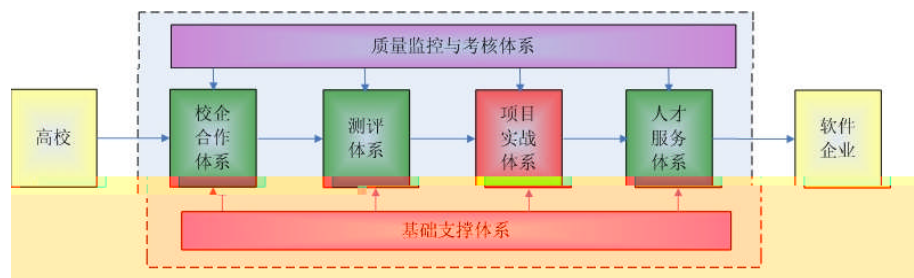 质量监控与考核体系
高校
校企
合作
体系
测评
体系
项目
实战
体系
人才
服务
体系
软件
企业
基础支撑体系